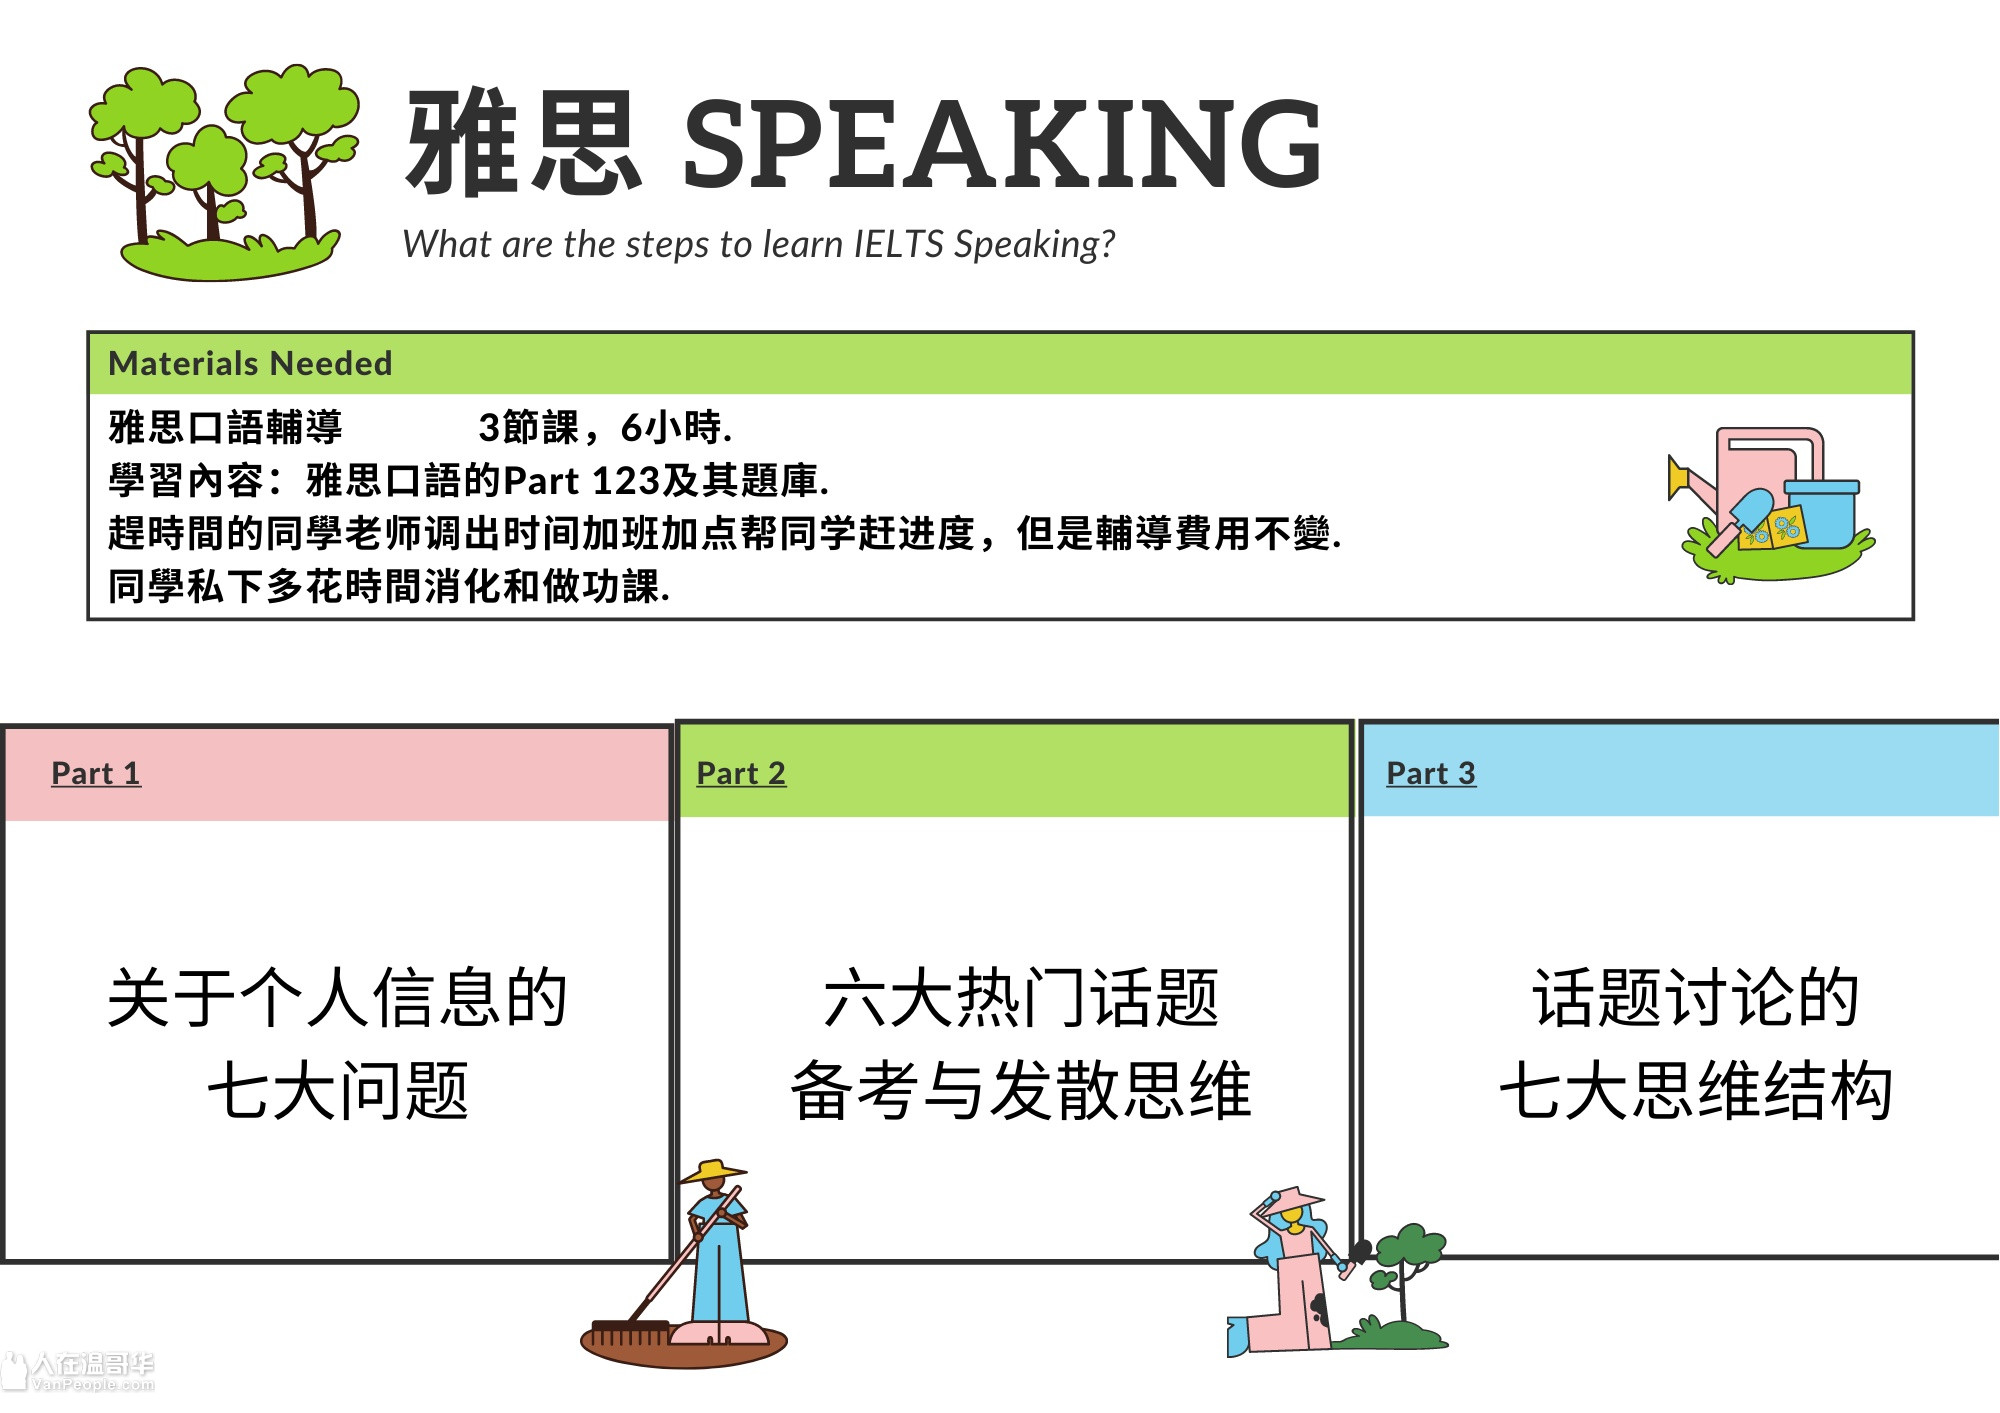 雅思 SPEAKING
What are the steps to learn IELTS Speaking?
Materials Needed
雅思口語輔導 3節課，6小時.
學習內容：雅思口語的Part 123及其題庫.
趕時間的同學老师调出时间加班加点帮同学赶进度，但是輔導費用不變.
同學私下多花時間消化和做功課.
Part 1
关于个人信息的
七大问题
Part 2
六大热门话题
备考与发散思维
Part 3
话题讨论的
七大思维结构
人在温哥华
VanPeople.com